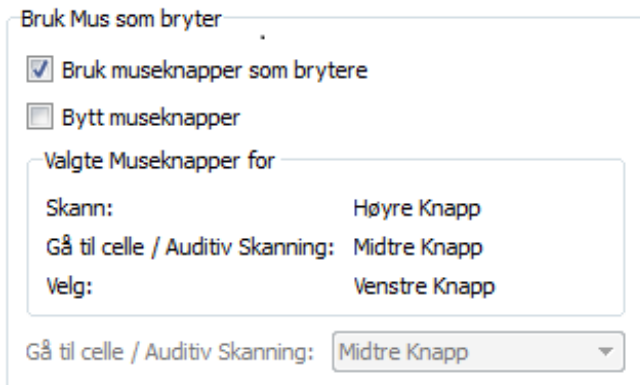 Bruk Mus som bryter
Bruk museknapper som brytere
Bytt museknapper
Valgte Museknapper for
Skann: Høyre Knapp
Gå til celle / Auditiv Skanning: Midtre Knapp
Velg: Venstre Knapp
Gå til celle / Auditiv Skanning: Midtre Knapp